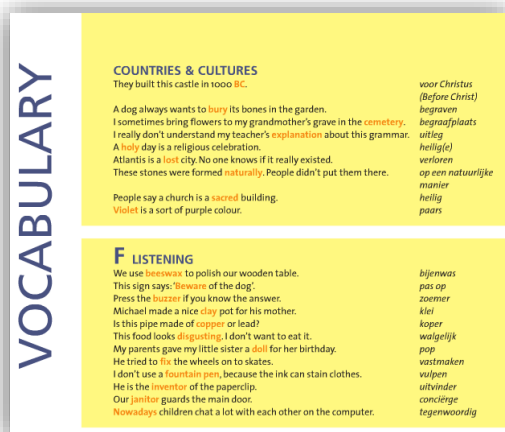 VOCABULARY
COUNTRIES & CULTURES
They built this castle in 1000 BC. voor Christus
(Before Christ)
A dog always wants to bury its bones in the garden. begraven
I sometimes bring flowers to my grandmother's grave in the cemetery. begraafplaats
I really don't understand my teacher's explanation about this grammar. uitleg
A holy day is a religious celebration. heilig(e)
Atlantis is a lost city. No one knows if it really existed. verloren
These stones were formed naturally. People didn't put them there. op een natuurlijke
manier
People say a church is a sacred building. heilig
Violet is a sort of purple colour. paars
F LISTENING
We use beeswax to polish our wooden table. bijenwas
This sign says: 'Beware of the dog'. pas op
Press the buzzer if you know the answer. zoemer
Michael made a nice clay pot for his mother. klei
Is this pipe made of copper or lead? koper
This food looks disgusting. I don't want to eat it. walgelijk
My parents gave my little sister a doll for her birthday. pop
He tried to fix the wheels on to skates. vastmaken
I don't use a fountain pen, because the ink can stain clothes. vulpen
He is the inventor of the paperclip. uitvinder
Our janitor guards the main door. conciërge
Nowadays children chat a lot with each other on the computer. tegenwoordig